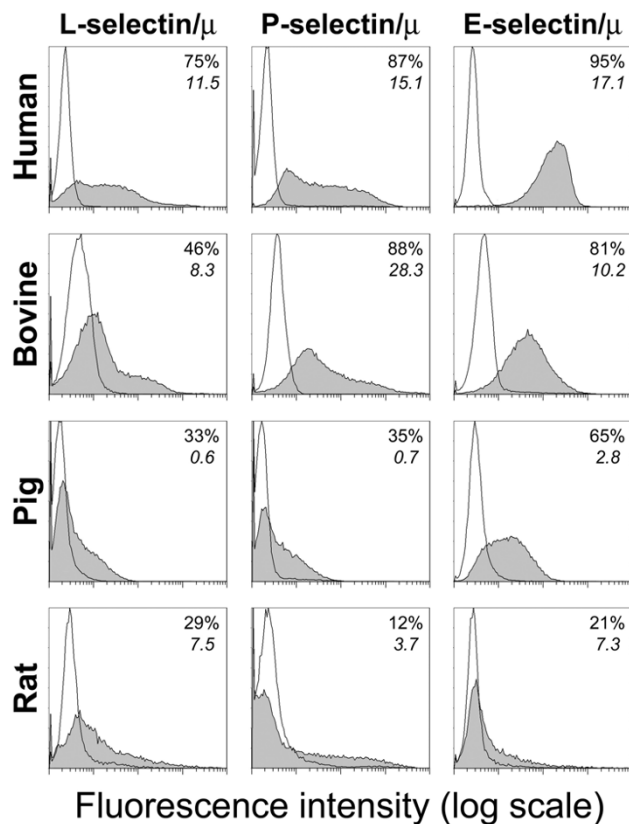 L-selectin/μ P-selectin/μ E-selectin/μ
Human
75% 87% 95%
11.5 15.1 17.1
Bovine
46% 88% 81%
8.3 28.3 10.2
Pig
33% 35% 65%
0.6 0.7 2.8
Rat
29% 12% 21%
7.5 3.7 7.3
Fluorescence intensity (log scale)